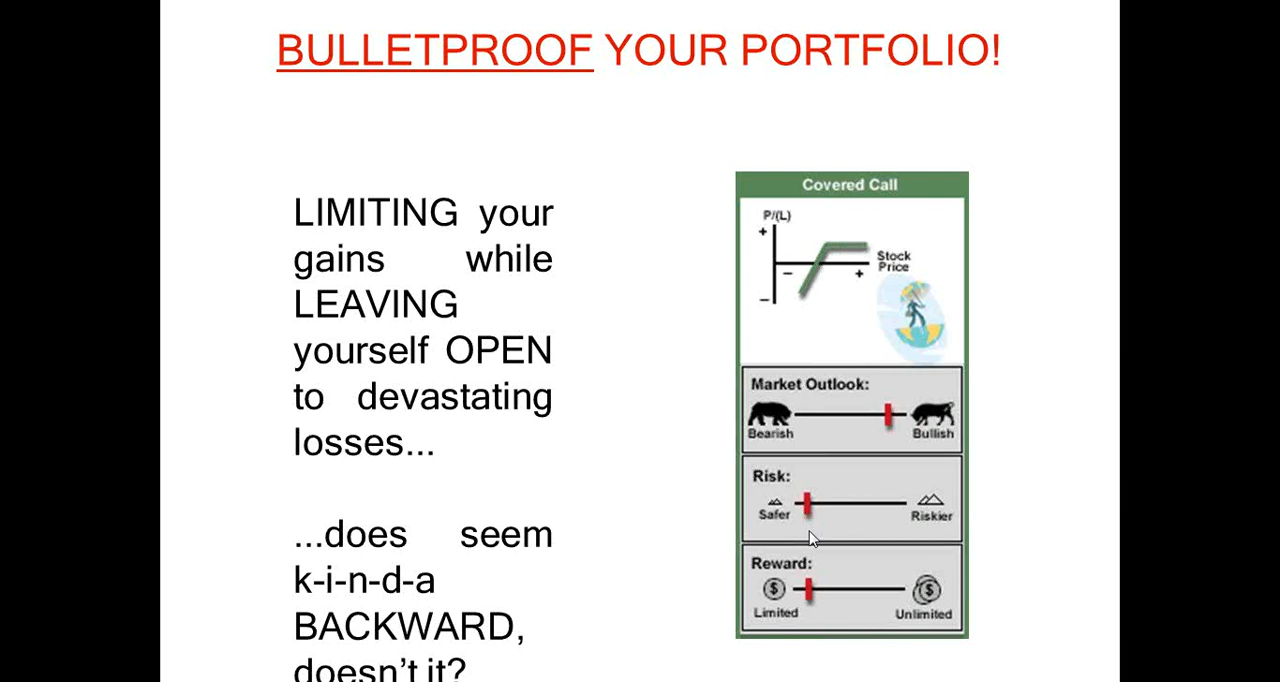 BULLETPROOF YOUR PORTFOLIO!
LIMITING your
gains while
LEAVING
yourself OPEN
to devastating
losses...
...does seem
k-i-n-d-a
BACKWARD,
doesn't it?
Covered Call
P/(L)
+
Stock
Price
− +
−
Market Outlook:
Bearish Bullish
Risk:
Safer Riskier
Reward:
$ $
Limited Unlimited